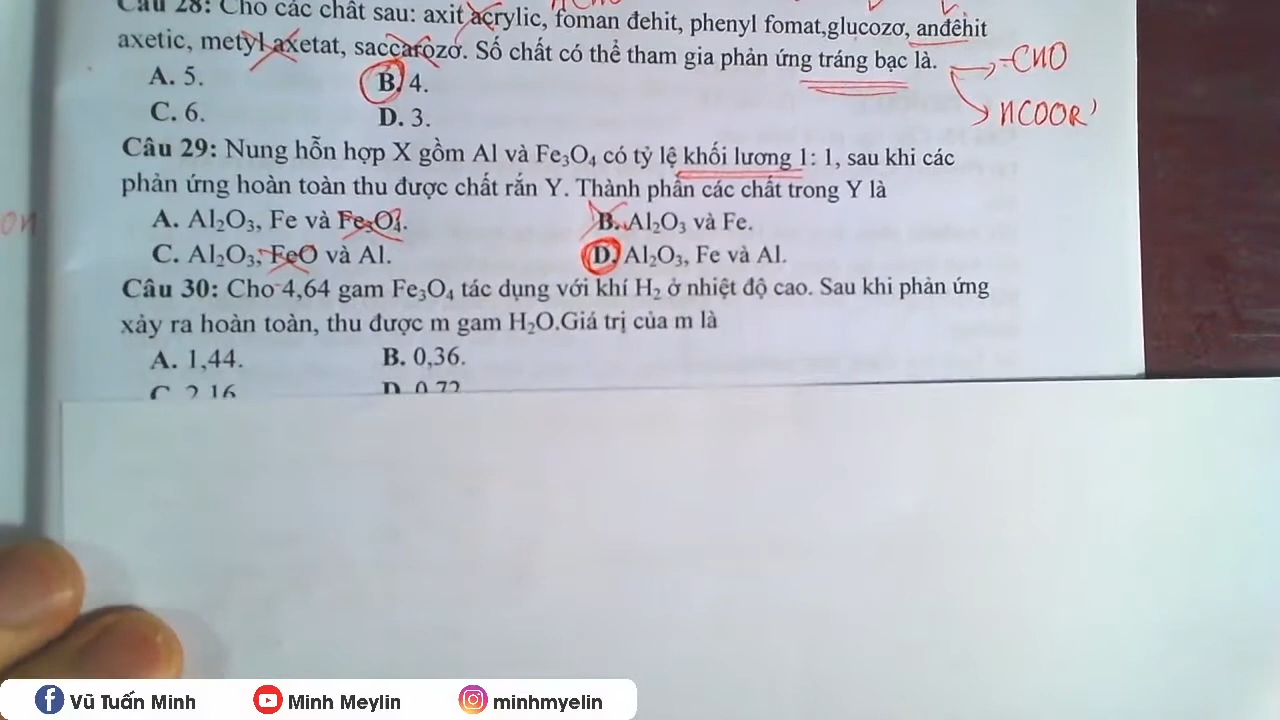 Câu 28: Cho các chất sau: axit acrylic, foman đehit, phenyl fomat,glucozơ, anđêhit
axetic, metyl axetat, saccarozơ. Số chất có thể tham gia phản ứng tráng bạc là.
-CHO
A. 5.
B. 4.
C. 6.
D. 3.
HCOOR'
Câu 29: Nung hỗn hợp X gồm Al và Fe₃O₄ có tỷ lệ khối lương 1: 1, sau khi các
phản ứng hoàn toàn thu được chất rắn Y. Thành phần các chất trong Y là
A. Al₂O₃, Fe và Fe₃O₄.
B. Al₂O₃ và Fe.
C. Al₂O₃, FeO và Al.
D. Al₂O₃, Fe và Al.
Câu 30: Cho 4,64 gam Fe₃O₄ tác dụng với khí H₂ ở nhiệt độ cao. Sau khi phản ứng
xảy ra hoàn toàn, thu được m gam H₂O.Giá trị của m là
A. 1,44.
B. 0,36.
C. 2,16
D. 0,72
Vũ Tuấn Minh
Minh Meylin
minhmyelin